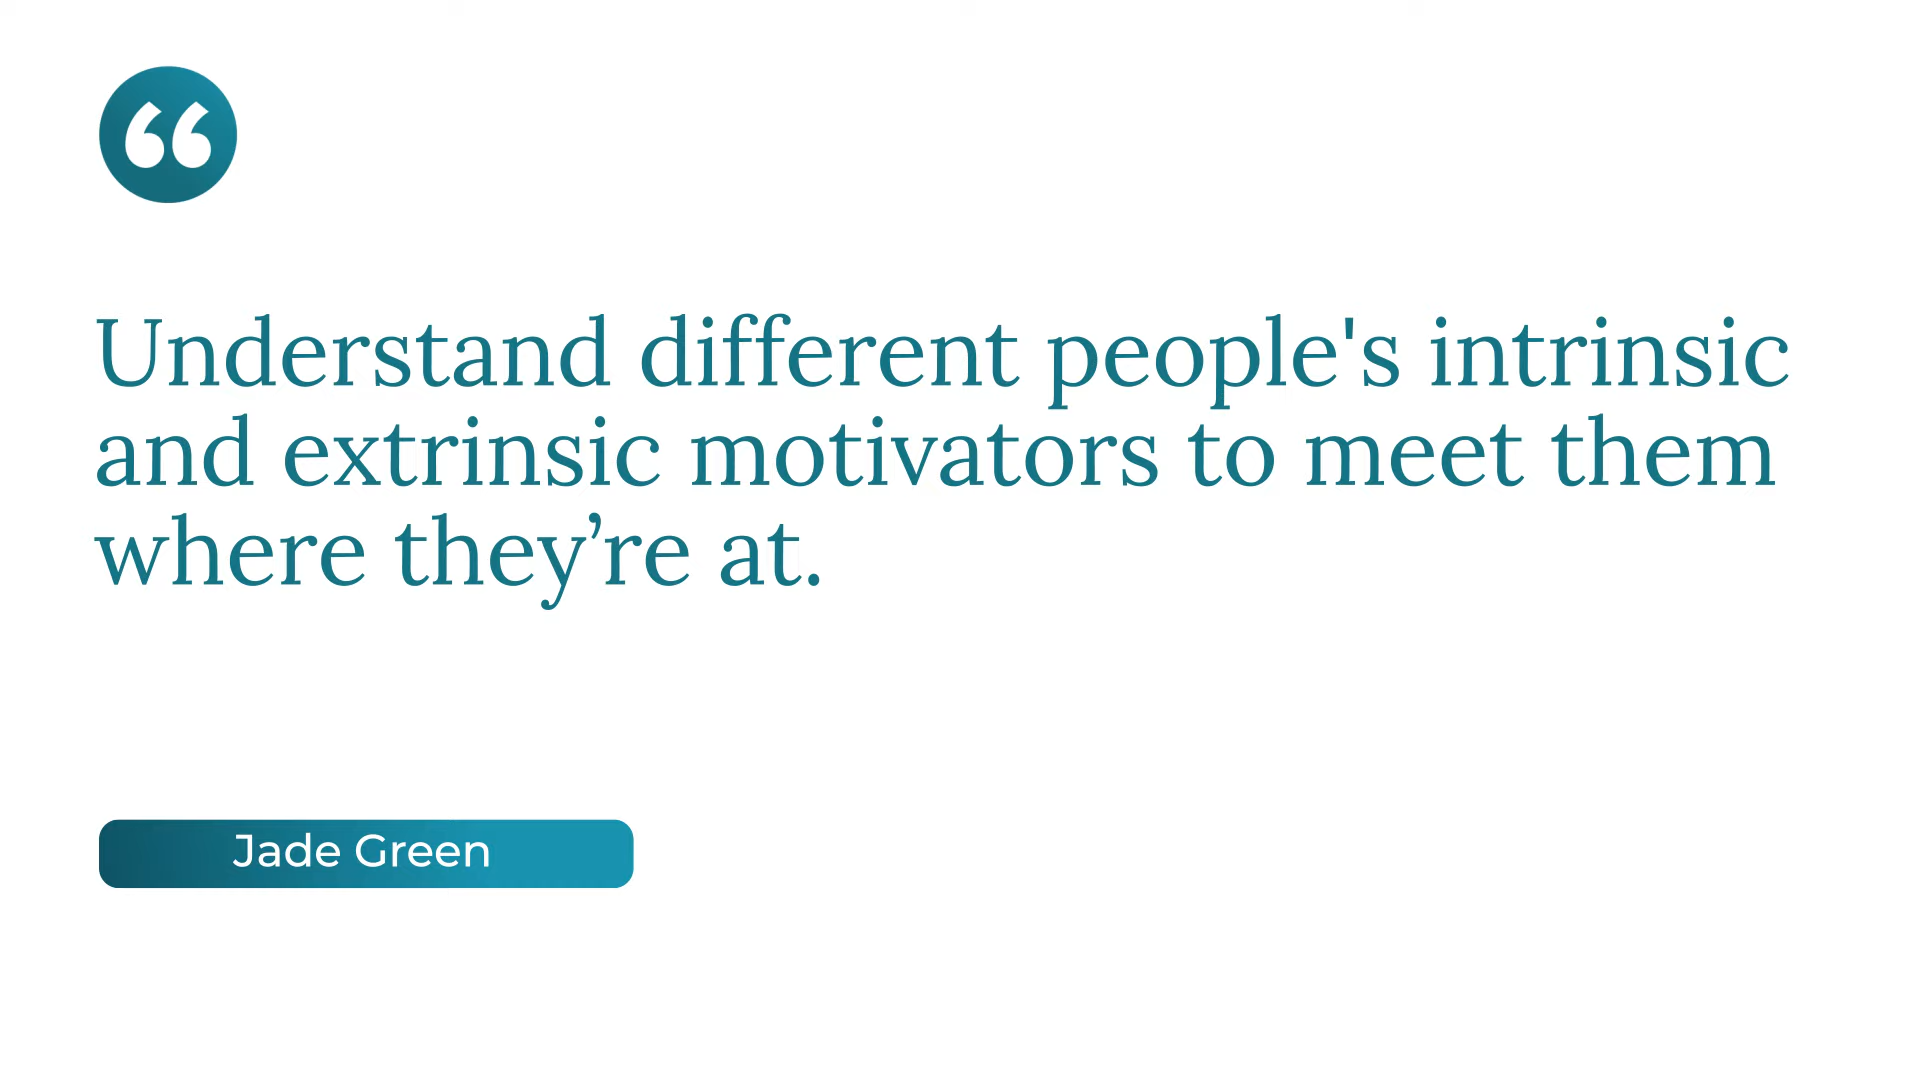 “
Understand different people's intrinsic
and extrinsic motivators to meet them
where they’re at.
Jade Green